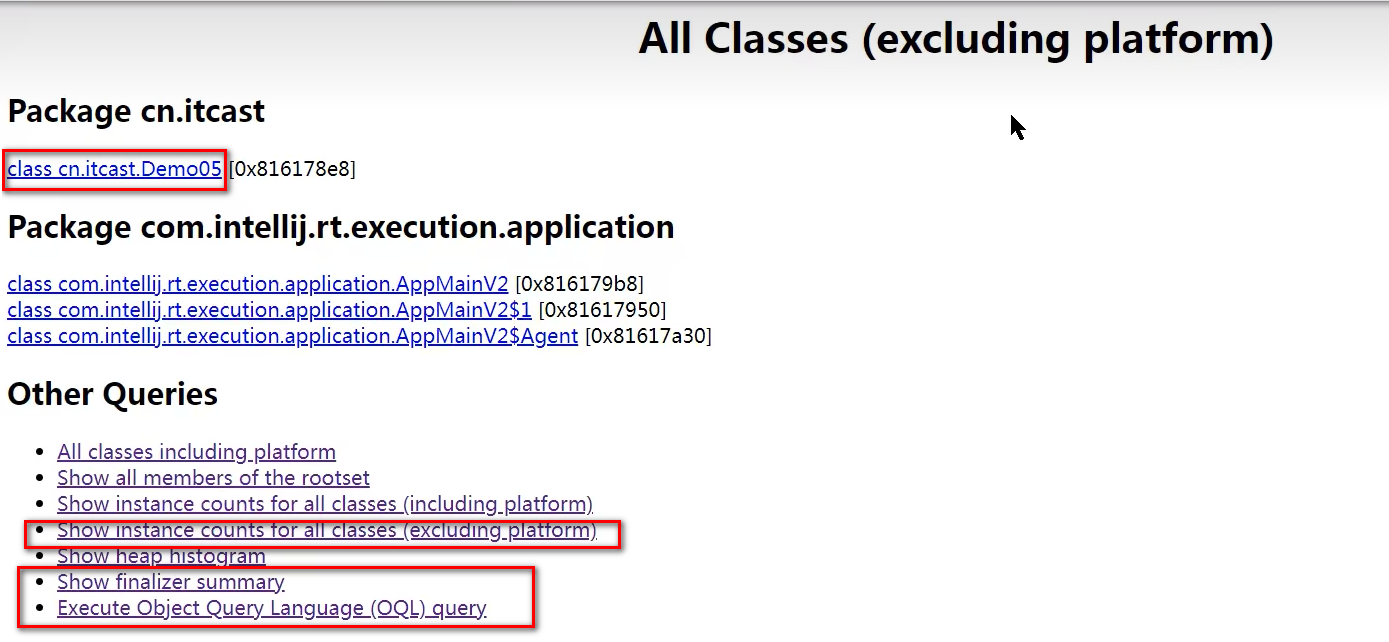 All Classes (excluding platform)
Package cn.itcast
class cn.itcast.Demo05 [0x816178e8]
Package com.intellij.rt.execution.application
class com.intellij.rt.execution.application.AppMainV2 [0x816179b8]
class com.intellij.rt.execution.application.AppMainV2$1 [0x81617950]
class com.intellij.rt.execution.application.AppMainV2$Agent [0x81617a30]
Other Queries
• All classes including platform
• Show all members of the rootset
• Show instance counts for all classes (including platform)
• Show instance counts for all classes (excluding platform)
• Show heap histogram
• Show finalizer summary
• Execute Object Query Language (OQL) query